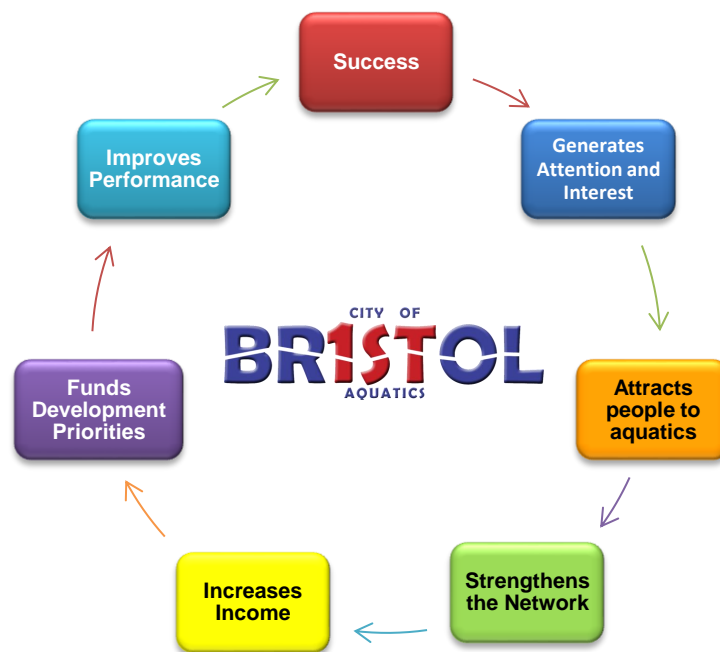 Success
Generates
Attention and
Interest
Attracts
people to
aquatics
Strengthens
the Network
Increases
Income
Funds
Development
Priorities
Improves
Performance
CITY OF
BR1STOL
AQUATICS